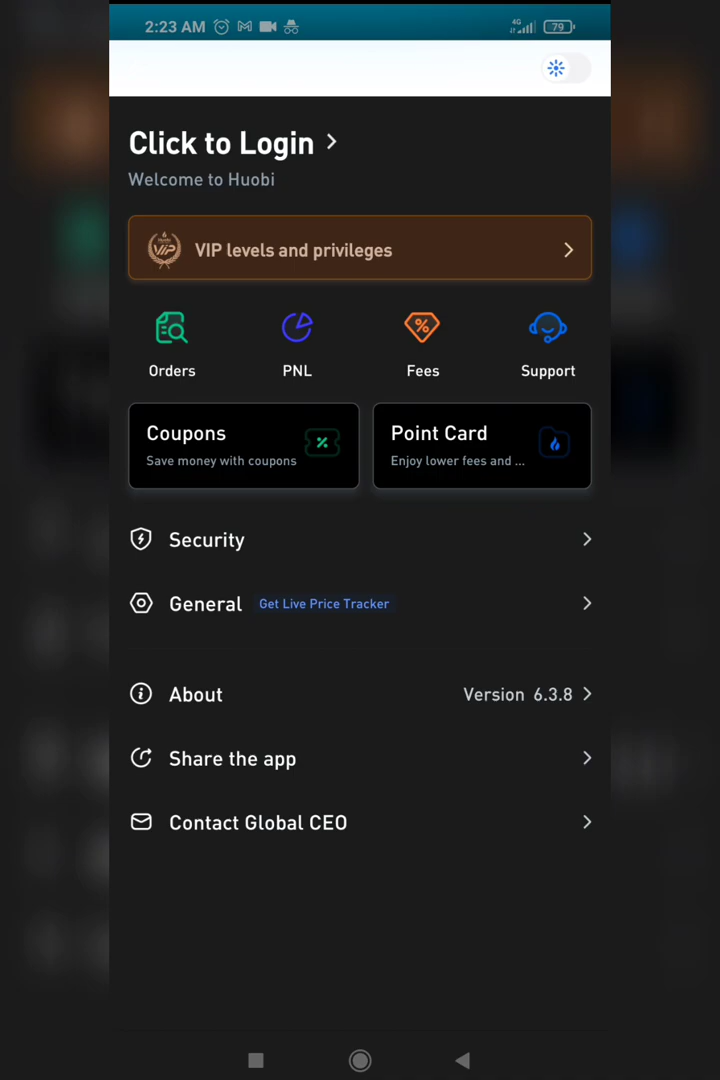 2:23 AM
4G
79
Click to Login
Welcome to Huobi
VIP
VIP levels and privileges
Orders PNL Fees Support
Coupons
Save money with coupons
Point Card
Enjoy lower fees and ...
Security
General Get Live Price Tracker
About Version 6.3.8
Share the app
Contact Global CEO